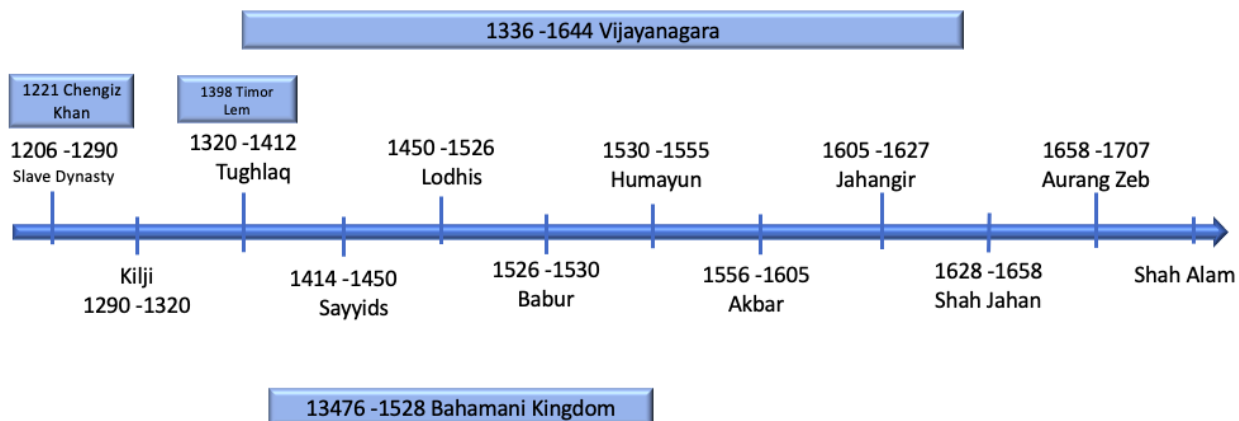 1336 -1644 Vijayanagara
1221 Chengiz
Khan
1398 Timor
Lem
1206 -1290
Slave Dynasty
1320 -1412
Tughlaq
1450 -1526
Lodhis
1530 -1555
Humayun
1605 -1627
Jahangir
1658 -1707
Aurang Zeb
Kilji
1290 -1320
1414 -1450
Sayyids
1526 -1530
Babur
1556 -1605
Akbar
1628 -1658
Shah Jahan
Shah Alam
13476 -1528 Bahamani Kingdom